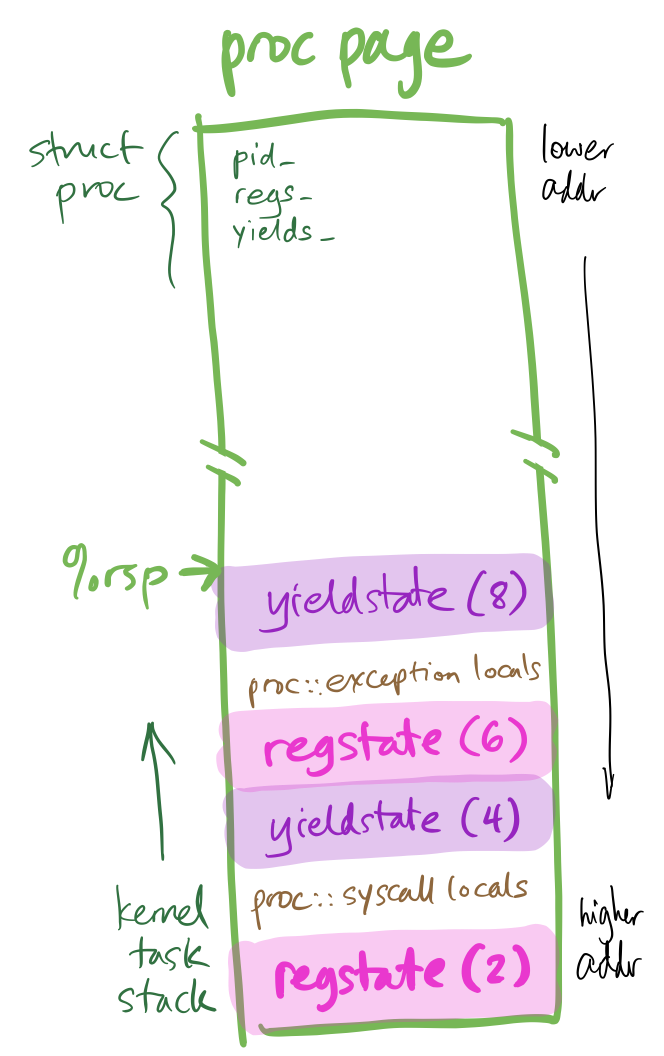 proc page
struct
proc
pid_
regs_
yields_
lower
addr
%rsp
yieldstate (8)
proc::exception locals
regstate (6)
yieldstate (4)
proc::syscall locals
regstate (2)
kernel
task
stack
higher
addr